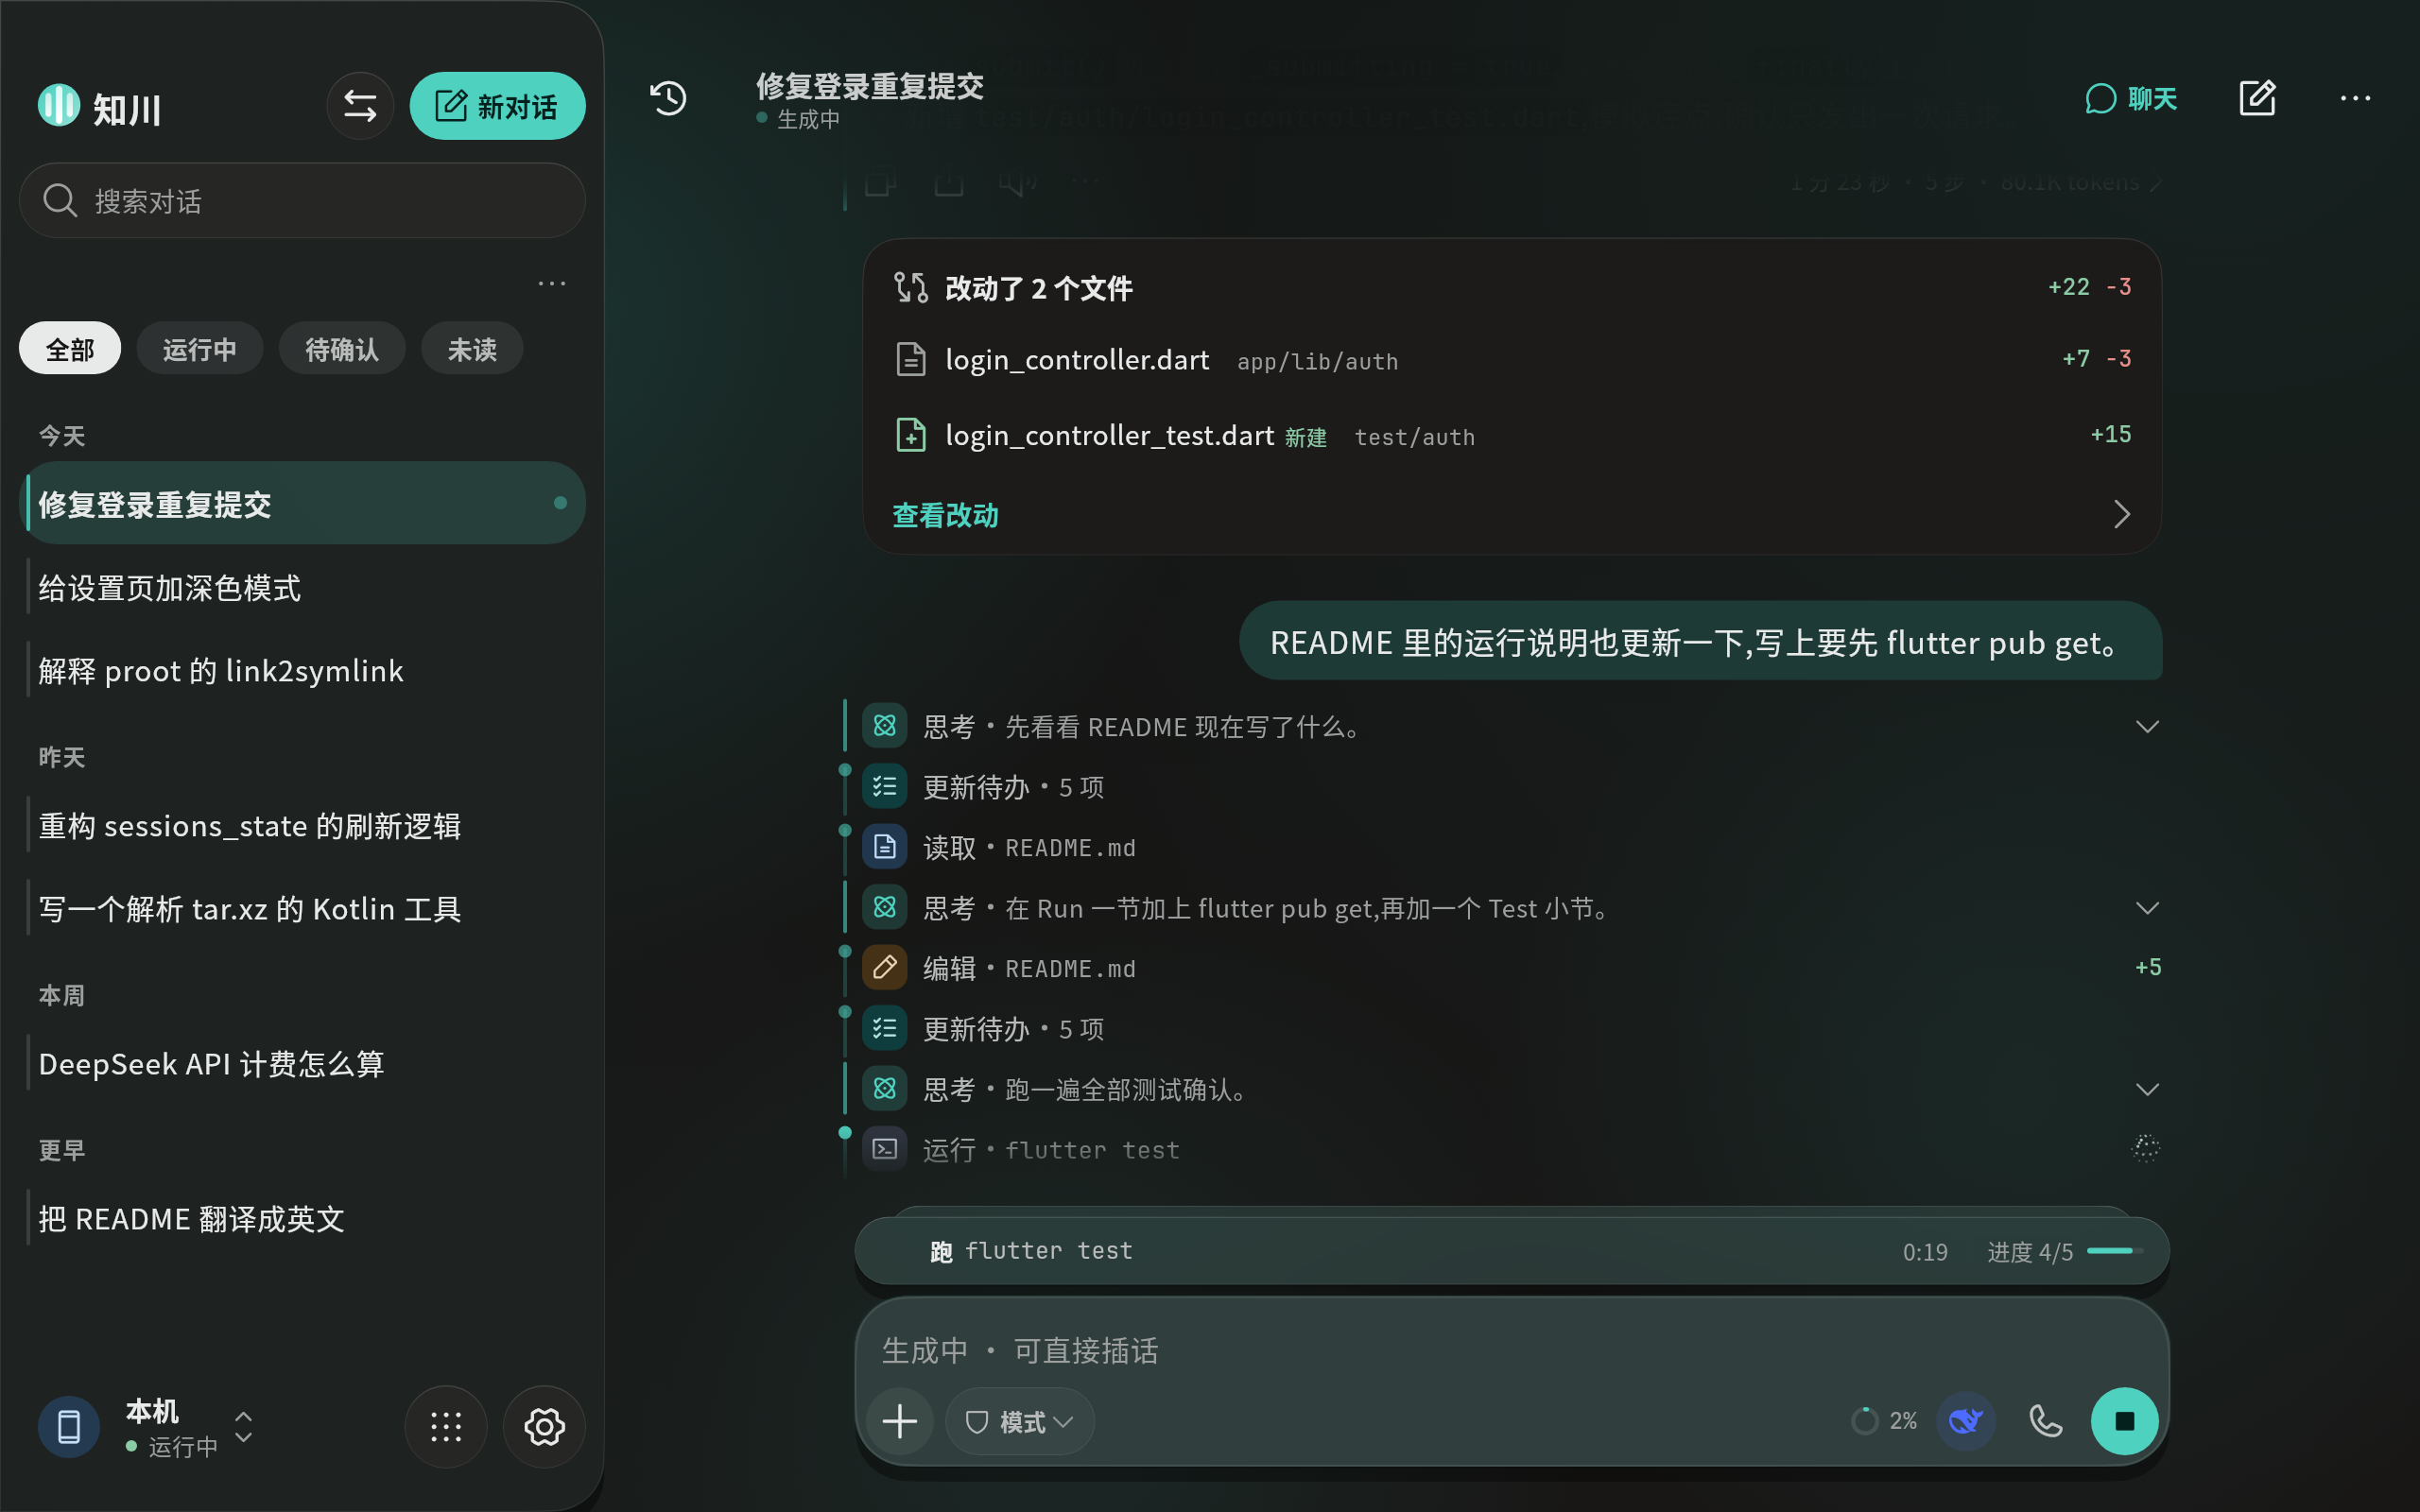 知川
新对话
搜索对话
全部
运行中
待确认
未读
今天
修复登录重复提交
给设置页加深色模式
解释 proot 的 link2symlink
昨天
重构 sessions_state 的刷新逻辑
写一个解析 tar.xz 的 Kotlin 工具
本周
DeepSeek API 计费怎么算
更早
把 README 翻译成英文
本机
运行中
修复登录重复提交
生成中
聊天
1 分 23 秒 · 5 步 · 80.1K tokens
改动了 2 个文件 +22 -3
login_controller.dart app/lib/auth +7 -3
login_controller_test.dart 新建 test/auth +15
查看改动
README 里的运行说明也更新一下,写上要先 flutter pub get。
思考 · 先看看 README 现在写了什么。
更新待办 · 5 项
读取 · README.md
思考 · 在 Run 一节加上 flutter pub get,再加一个 Test 小节。
编辑 · README.md +5
更新待办 · 5 项
思考 · 跑一遍全部测试确认。
运行 · flutter test
跑 flutter test 0:19 进度 4/5
生成中 · 可直接插话
模式 2%